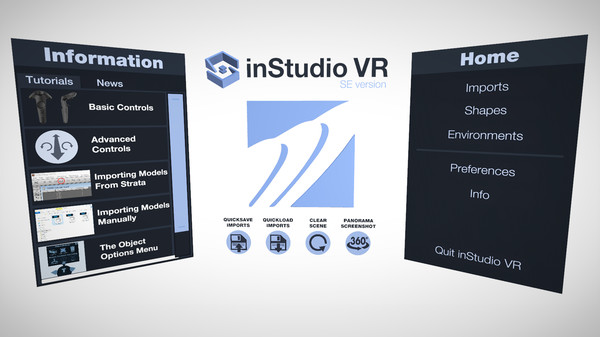 Information
Tutorials News
Basic Controls
Advanced
Controls
Importing Models
From Strata
Importing Models
Manually
The Object
Options Menu
inStudio VR
SE version
QUICKSAVE
IMPORTS
QUICKLOAD
IMPORTS
CLEAR
SCENE
PANORAMA
SCREENSHOT
360°
Home
Imports
Shapes
Environments
Preferences
Info
Quit inStudio VR